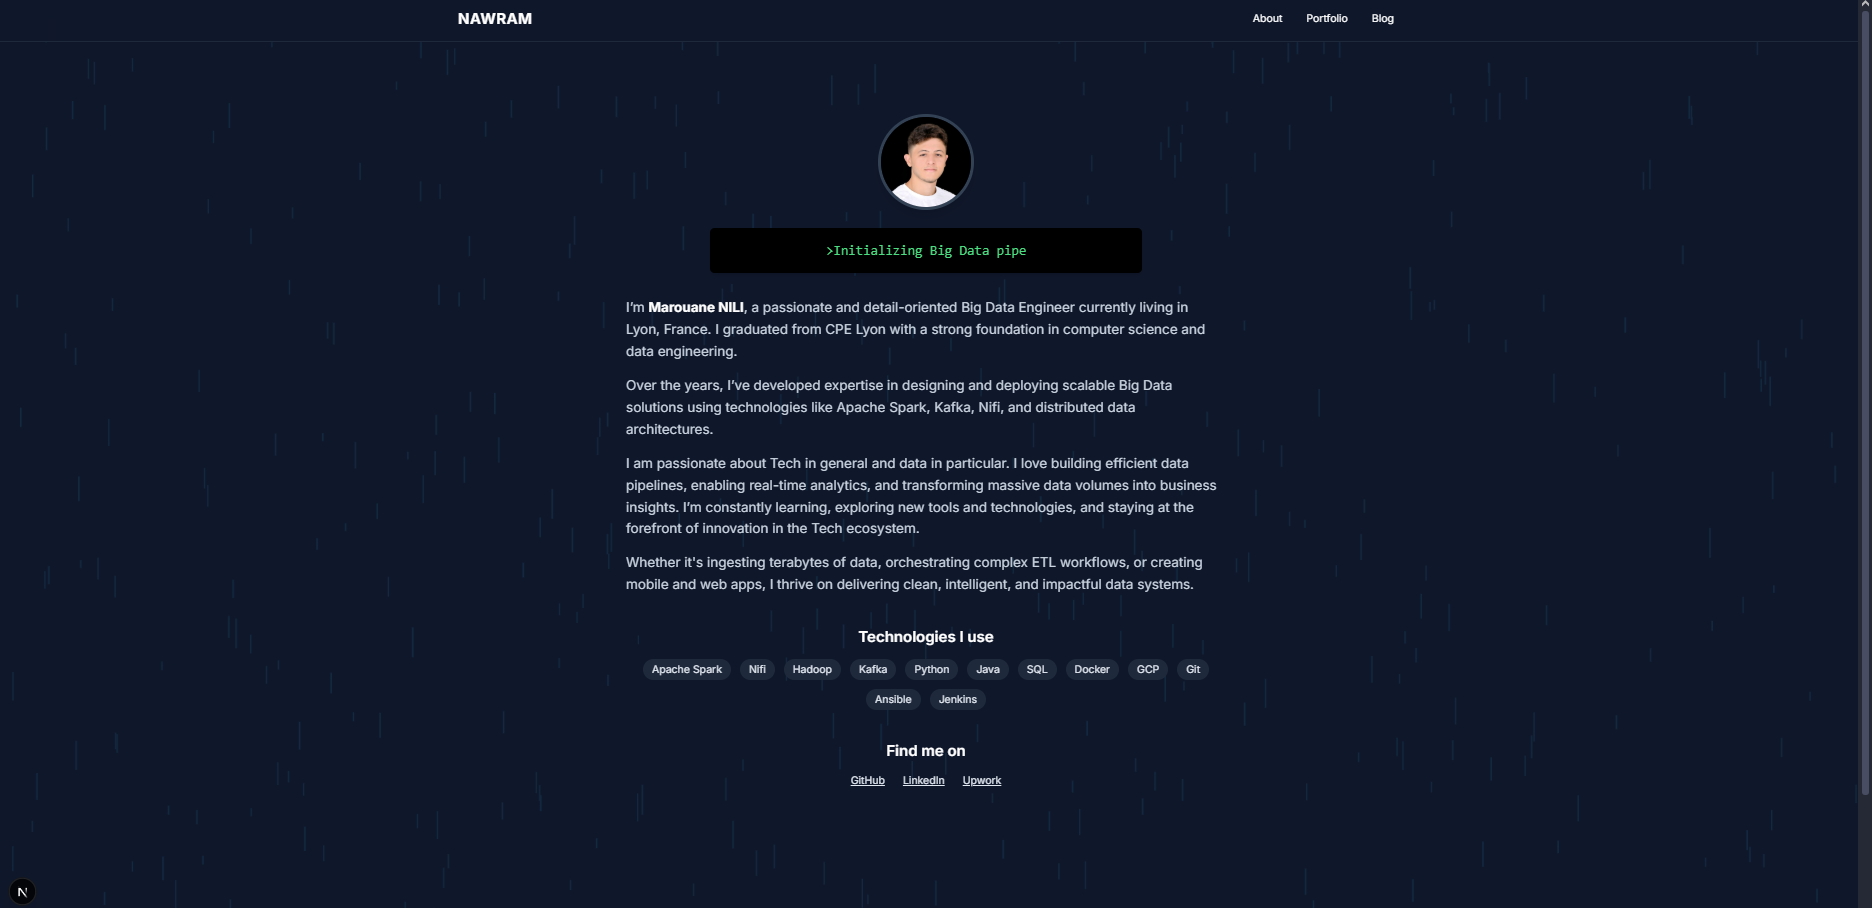 NAWRAM
About Portfolio Blog
>Initializing Big Data pipe
I’m Marouane NILI, a passionate and detail-oriented Big Data Engineer currently living in
Lyon, France. I graduated from CPE Lyon with a strong foundation in computer science and
data engineering.
Over the years, I’ve developed expertise in designing and deploying scalable Big Data
solutions using technologies like Apache Spark, Kafka, Nifi, and distributed data
architectures.
I am passionate about Tech in general and data in particular. I love building efficient data
pipelines, enabling real-time analytics, and transforming massive data volumes into business
insights. I’m constantly learning, exploring new tools and technologies, and staying at the
forefront of innovation in the Tech ecosystem.
Whether it's ingesting terabytes of data, orchestrating complex ETL workflows, or creating
mobile and web apps, I thrive on delivering clean, intelligent, and impactful data systems.
Technologies I use
Apache Spark Nifi Hadoop Kafka Python Java SQL Docker GCP Git
Ansible Jenkins
Find me on
GitHub LinkedIn Upwork
N